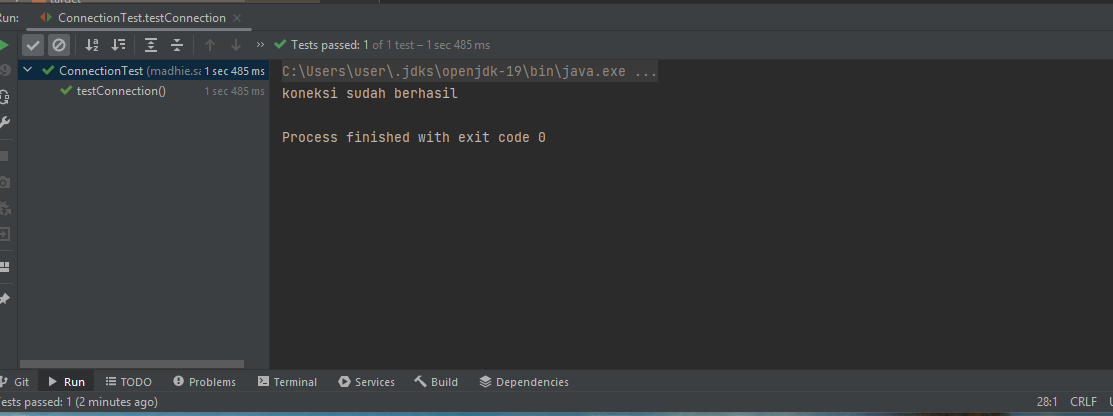 target
Run:
ConnectionTest.testConnection
Tests passed: 1 of 1 test – 1 sec 485 ms
ConnectionTest (madhie.sa 1 sec 485 ms
testConnection() 1 sec 485 ms
C:\Users\user\.jdks\openjdk-19\bin\java.exe ...
koneksi sudah berhasil
Process finished with exit code 0
Git Run TODO Problems Terminal Services Build Dependencies
ests passed: 1 (2 minutes ago) 28:1 CRLF